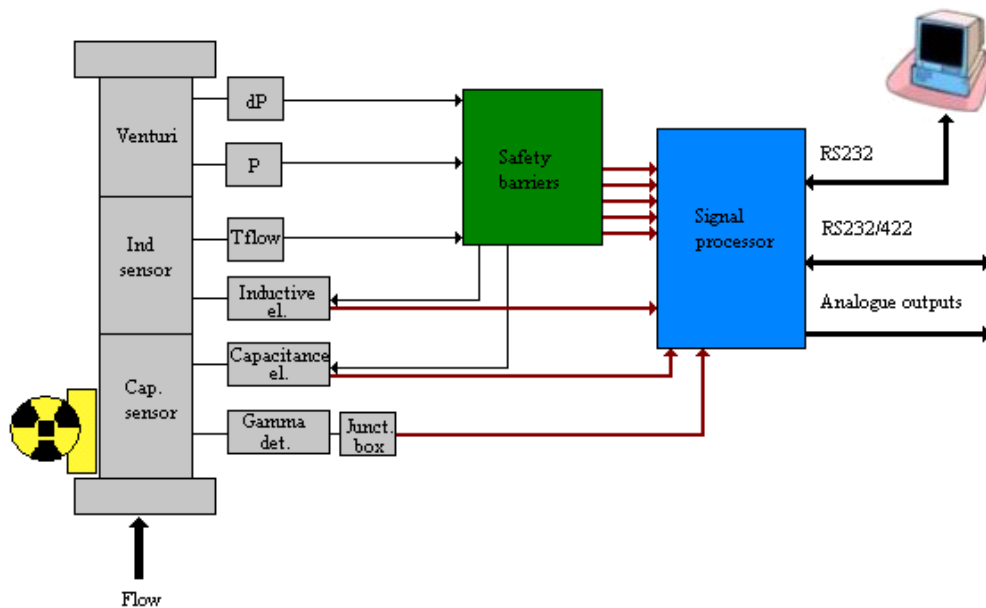 dP
Venturi
P
Safety
barriers
RS232
Tflow
Signal
processor
RS232/422
Ind
sensor
Inductive
el.
Analogue outputs
Capacitance
el.
Cap.
sensor
Gamma
det.
Junct.
box
Flow